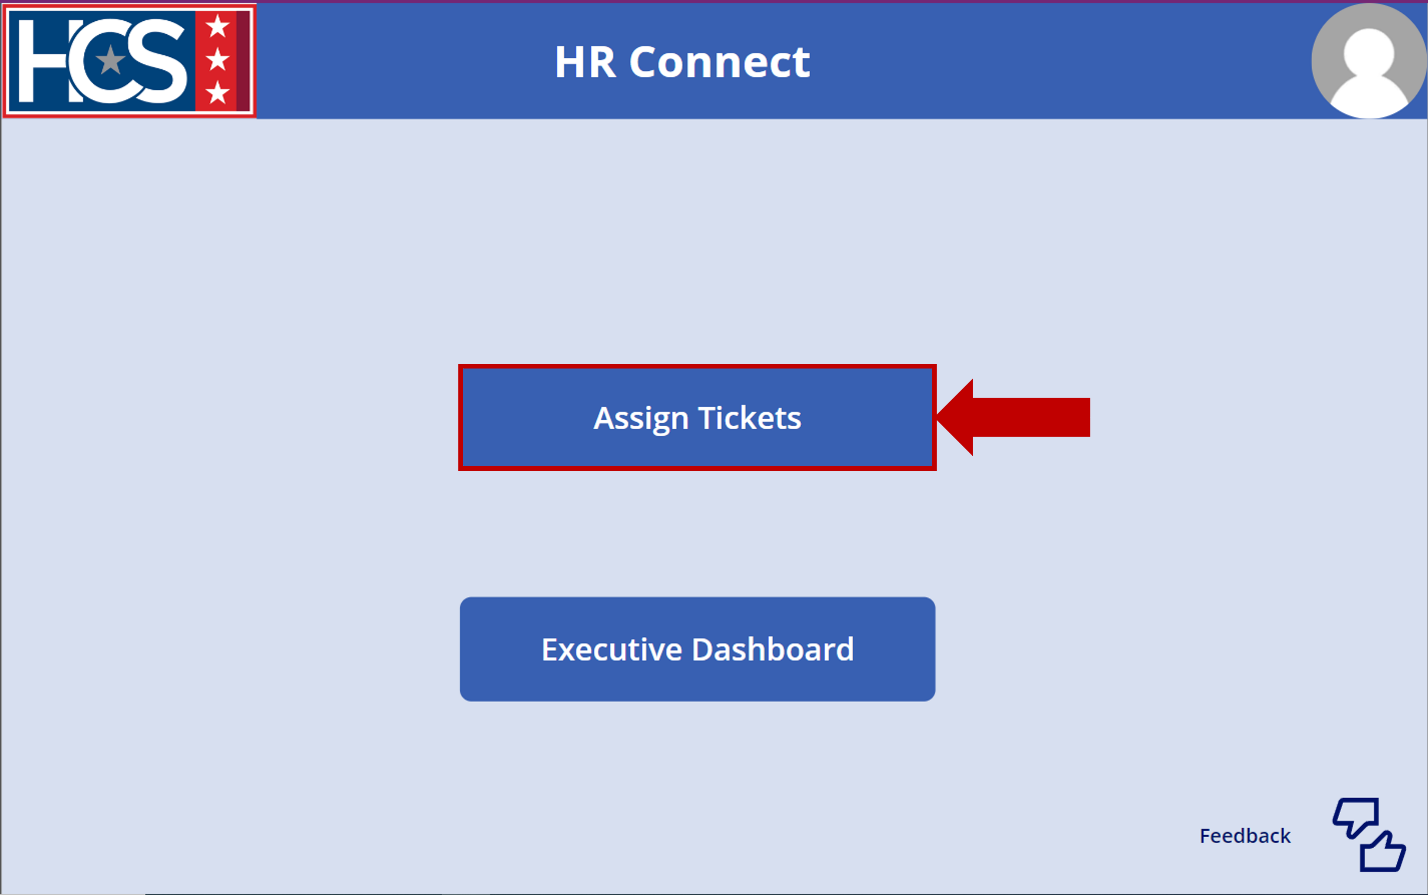 HCS
HR Connect
Assign Tickets
Executive Dashboard
Feedback